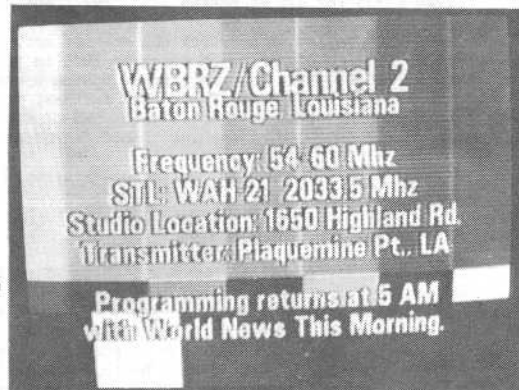 WBRZ/Channel 2
Baton Rouge, Louisiana
Frequency: 54-60 Mhz
STL: WAH 21 2033.5 Mhz
Studio Location: 1650 Highland Rd.
Transmitter: Plaquemine Pt., LA
Programming returns at 5 AM
with World News This Morning.